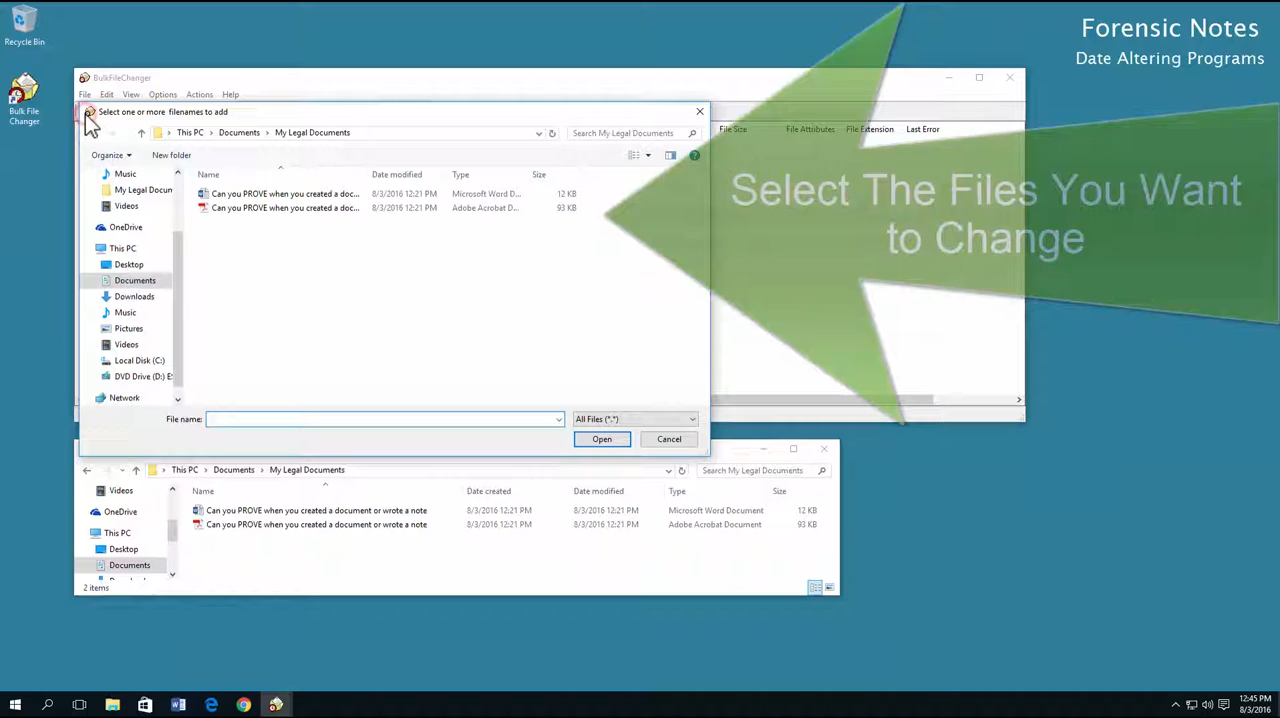 Recycle Bin
Bulk File
Changer
Forensic Notes
Date Altering Programs
BulkFileChanger
File Edit View Options Actions Help
Select one or more filenames to add
This PC > Documents > My Legal Documents
Search My Legal Documents
Organize New folder
File Size File Attributes File Extension Last Error
Select The Files You Want
to Change
Music
My Legal Docum
Videos
OneDrive
This PC
Desktop
Documents
Downloads
Music
Pictures
Videos
Local Disk (C:)
DVD Drive (D:) E
Network
Name Date modified Type Size
Can you PROVE when you created a doc... 8/3/2016 12:21 PM Microsoft Word D... 12 KB
Can you PROVE when you created a doc... 8/3/2016 12:21 PM Adobe Acrobat D... 93 KB
File name: All Files (*.*)
Open Cancel
This PC > Documents > My Legal Documents
Search My Legal Documents
Videos
OneDrive
This PC
Desktop
Documents
Name Date created Date modified Type Size
Can you PROVE when you created a document or wrote a note 8/3/2016 12:21 PM 8/3/2016 12:21 PM Microsoft Word Document 12 KB
Can you PROVE when you created a document or wrote a note 8/3/2016 12:21 PM 8/3/2016 12:21 PM Adobe Acrobat Document 93 KB
2 items
12:45 PM
8/3/2016